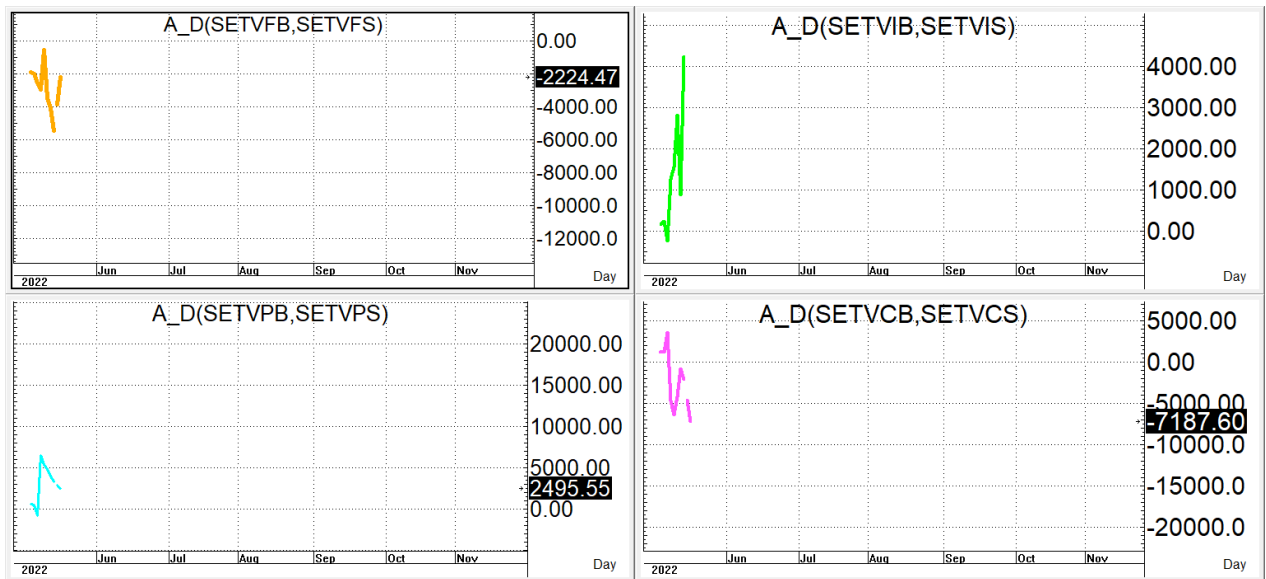 A_D(SETVFB,SETVFS)
0.00
-2224.47
-4000.00
-6000.00
-8000.00
-10000.0
-12000.0
Jun Jul Aug Sep Oct Nov
2022 Day
A_D(SETVIB,SETVIS)
4000.00
3000.00
2000.00
1000.00
0.00
Jun Jul Aug Sep Oct Nov
2022 Day
A_D(SETVPB,SETVPS)
20000.00
15000.00
10000.00
5000.00
2495.55
0.00
Jun Jul Aug Sep Oct Nov
2022 Day
A_D(SETVCB,SETVCS)
5000.00
0.00
-5000.00
-7187.60
-10000.0
-15000.0
-20000.0
Jun Jul Aug Sep Oct Nov
2022 Day